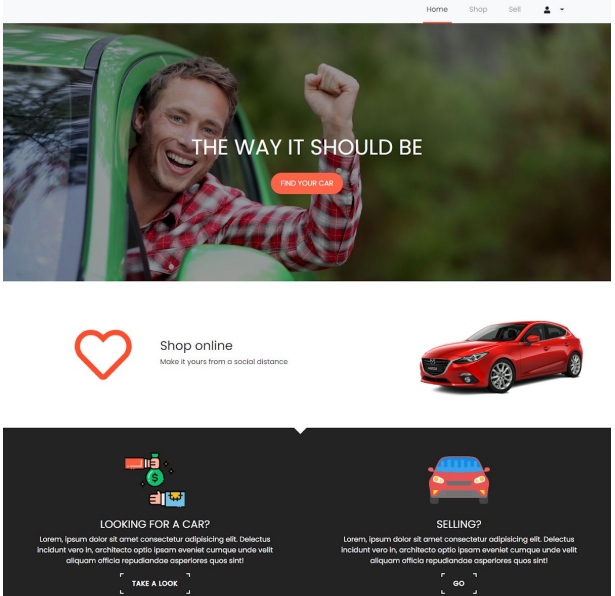 Home Shop Sell
THE WAY IT SHOULD BE
FIND YOUR CAR
Shop online
Make it yours from a social distance
LOOKING FOR A CAR?
Lorem, ipsum dolor sit amet consectetur adipisicing elit. Delectus
incidunt vero in, architecto optio ipsam eveniet cumque unde velit
aliquam officia repudiandae asperiores quos sint!
TAKE A LOOK
SELLING?
Lorem, ipsum dolor sit amet consectetur adipisicing elit. Delectus
incidunt vero in, architecto optio ipsam eveniet cumque unde velit
aliquam officia repudiandae asperiores quos sint!
GO